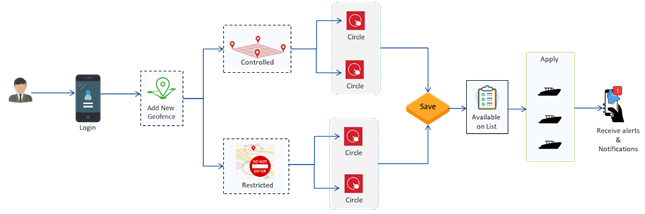 Login
Add New
Geofence
Controlled
DO NOT
ENTER
Restricted
Circle
Circle
Circle
Circle
Save
Available
on List
Apply
1
Receive alerts
&
Notifications